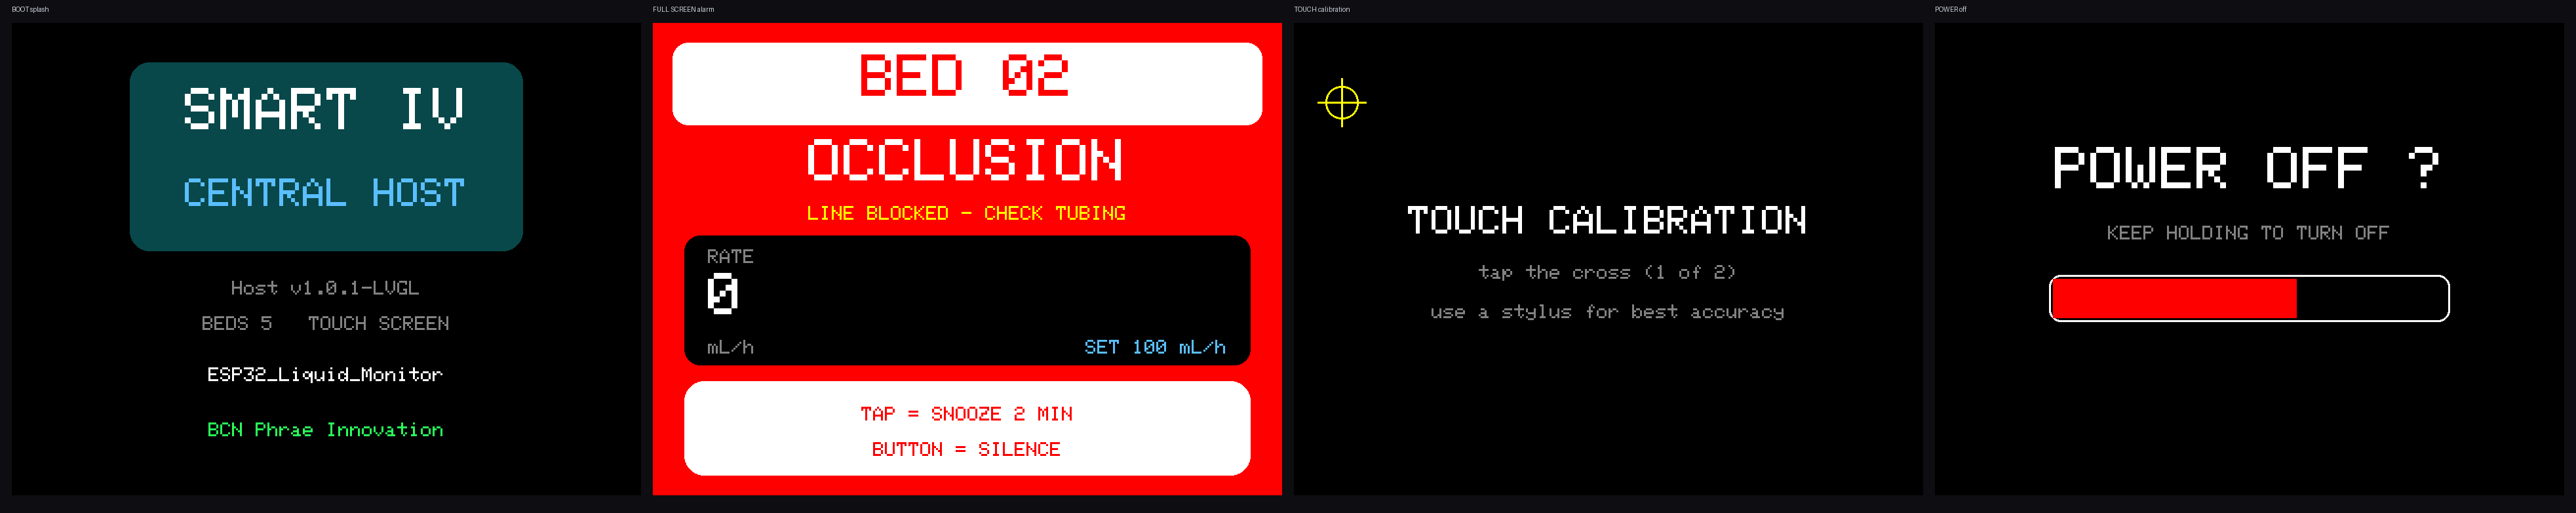 BOOT splash
SMART IV
CENTRAL HOST
Host v1.0.1-LVGL
BEDS 5 TOUCH SCREEN
ESP32_Liquid_Monitor
BCN Phrae Innovation
FULL SCREEN alarm
BED 02
OCCLUSION
LINE BLOCKED - CHECK TUBING
RATE
0
mL/h
SET 100 mL/h
TAP = SNOOZE 2 MIN
BUTTON = SILENCE
TOUCH calibration
TOUCH CALIBRATION
tap the cross (1 of 2)
use a stylus for best accuracy
POWER off
POWER OFF ?
KEEP HOLDING TO TURN OFF